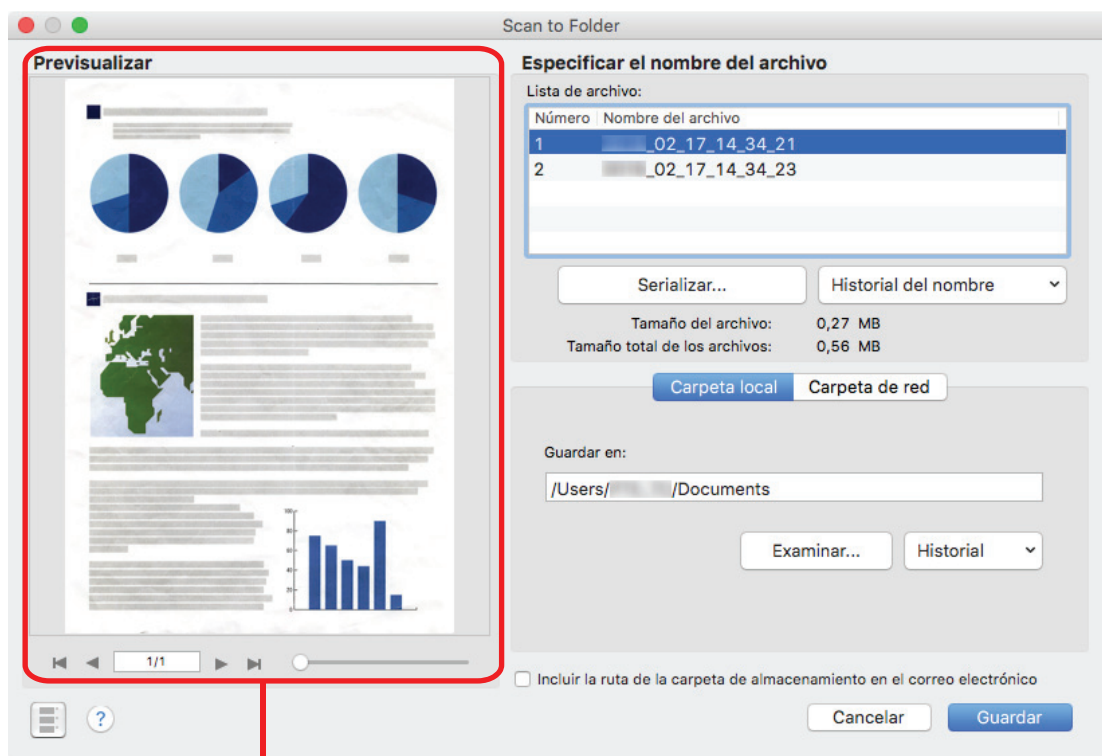 Scan to Folder
Previsualizar
1/1
Especificar el nombre del archivo
Lista de archivo:
Número Nombre del archivo
1 _02_17_14_34_21
2 _02_17_14_34_23
Serializar... Historial del nombre
Tamaño del archivo: 0,27 MB
Tamaño total de los archivos: 0,56 MB
Carpeta local Carpeta de red
Guardar en:
/Users/ /Documents
Examinar... Historial
Incluir la ruta de la carpeta de almacenamiento en el correo electrónico
? Cancelar Guardar